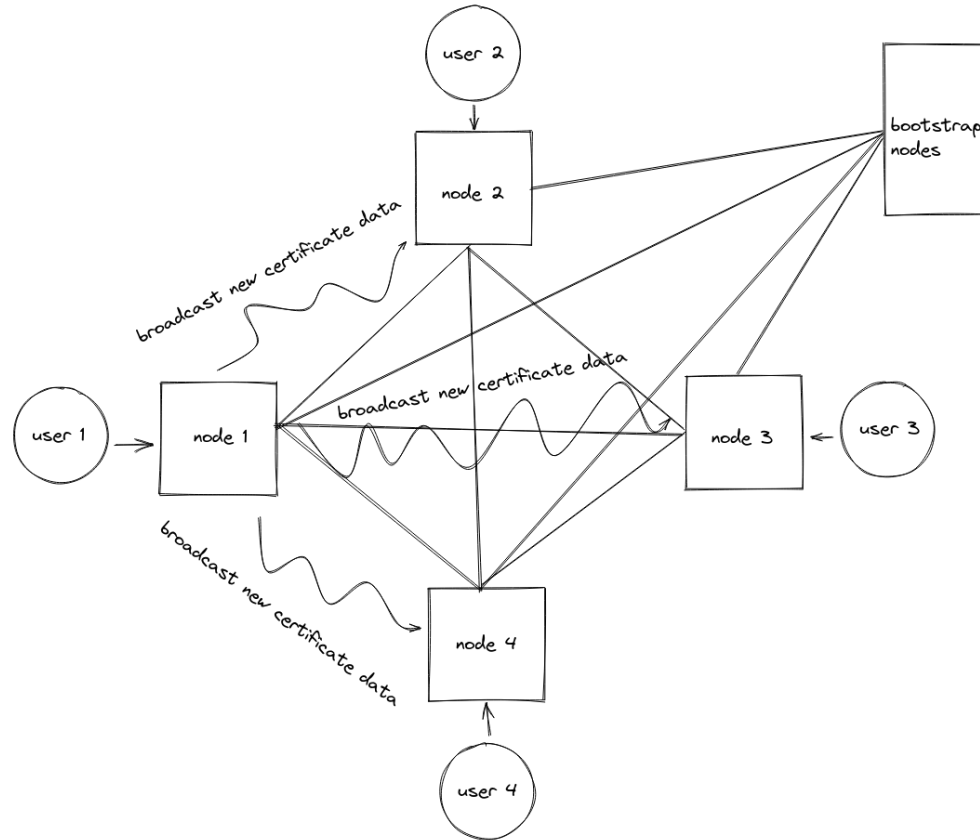 user 2
bootstrap
nodes
node 2
broadcast new certificate data
broadcast new certificate data
user 1
node 1
node 3
user 3
broadcast new certificate data
node 4
user 4